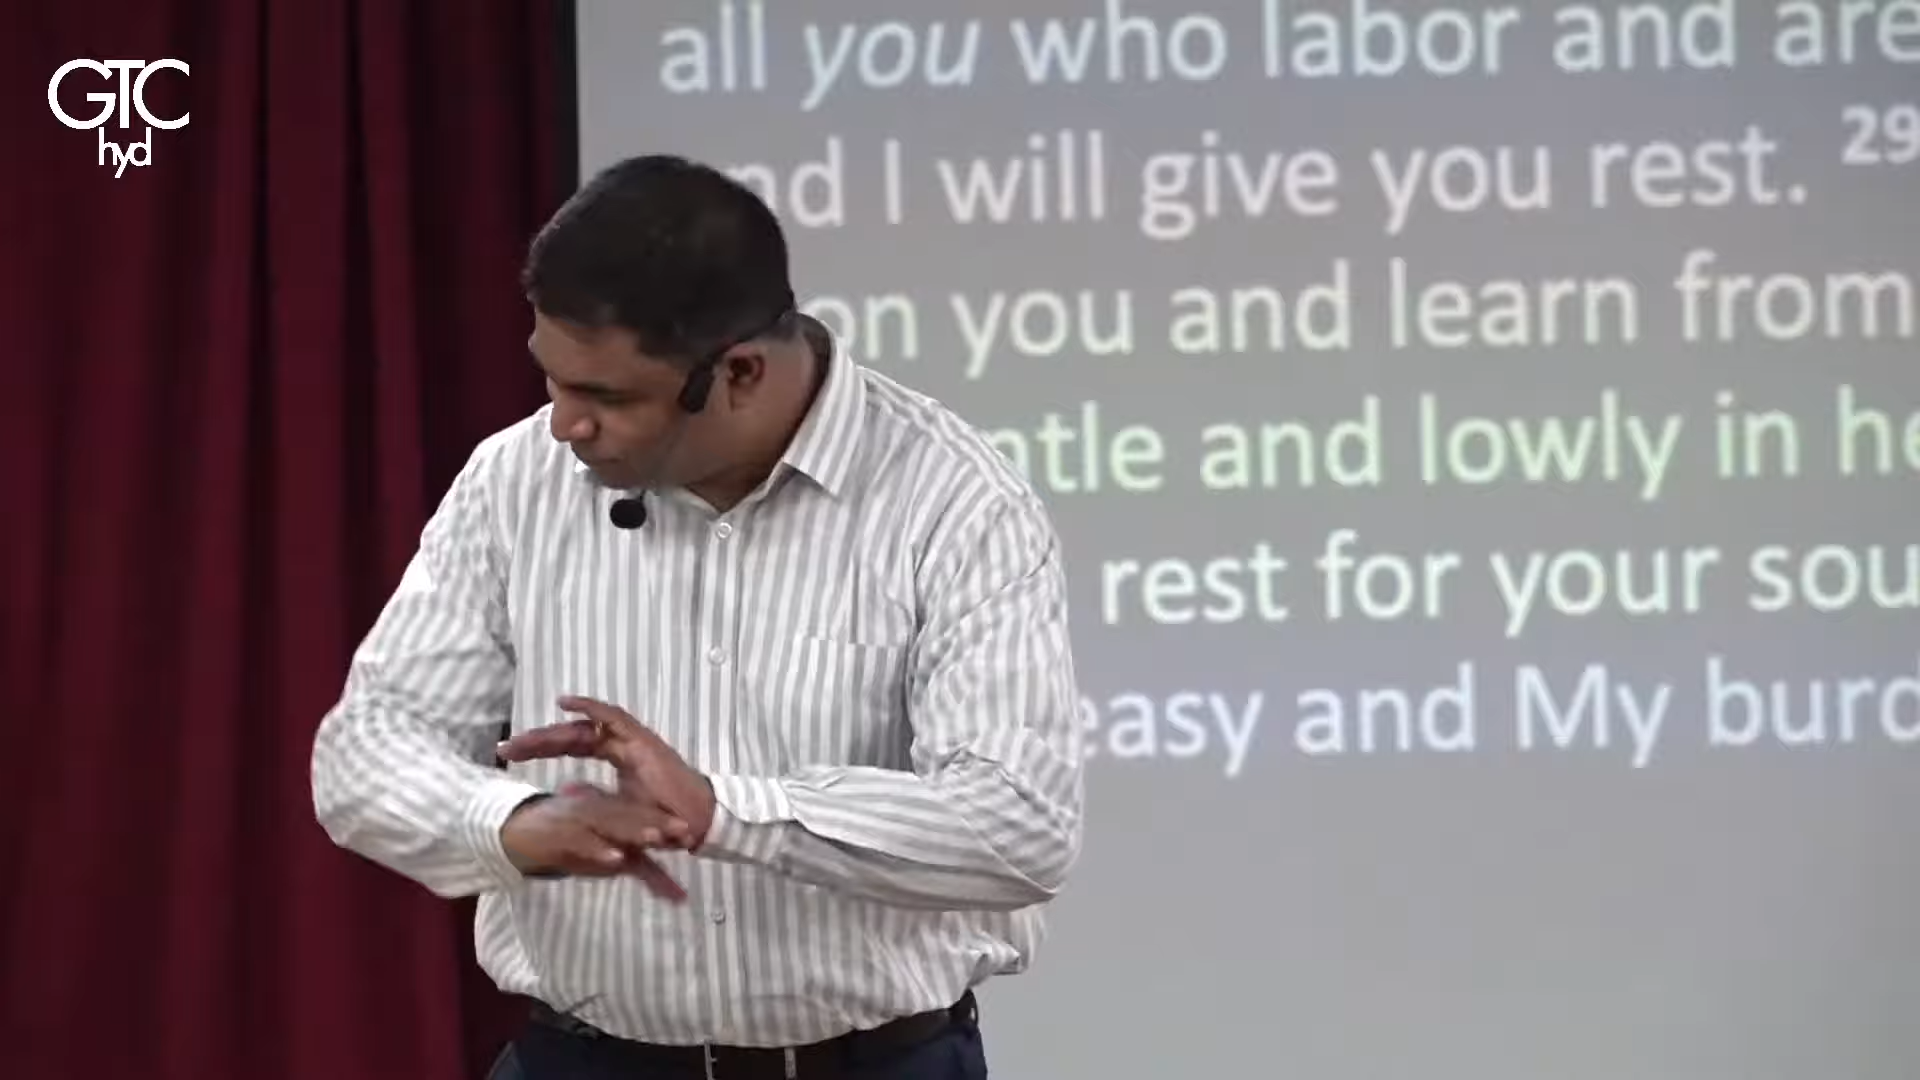 GTC
hyd
all you who labor and are
nd I will give you rest. 29
on you and learn from
ntle and lowly in he
rest for your sou
easy and My burd